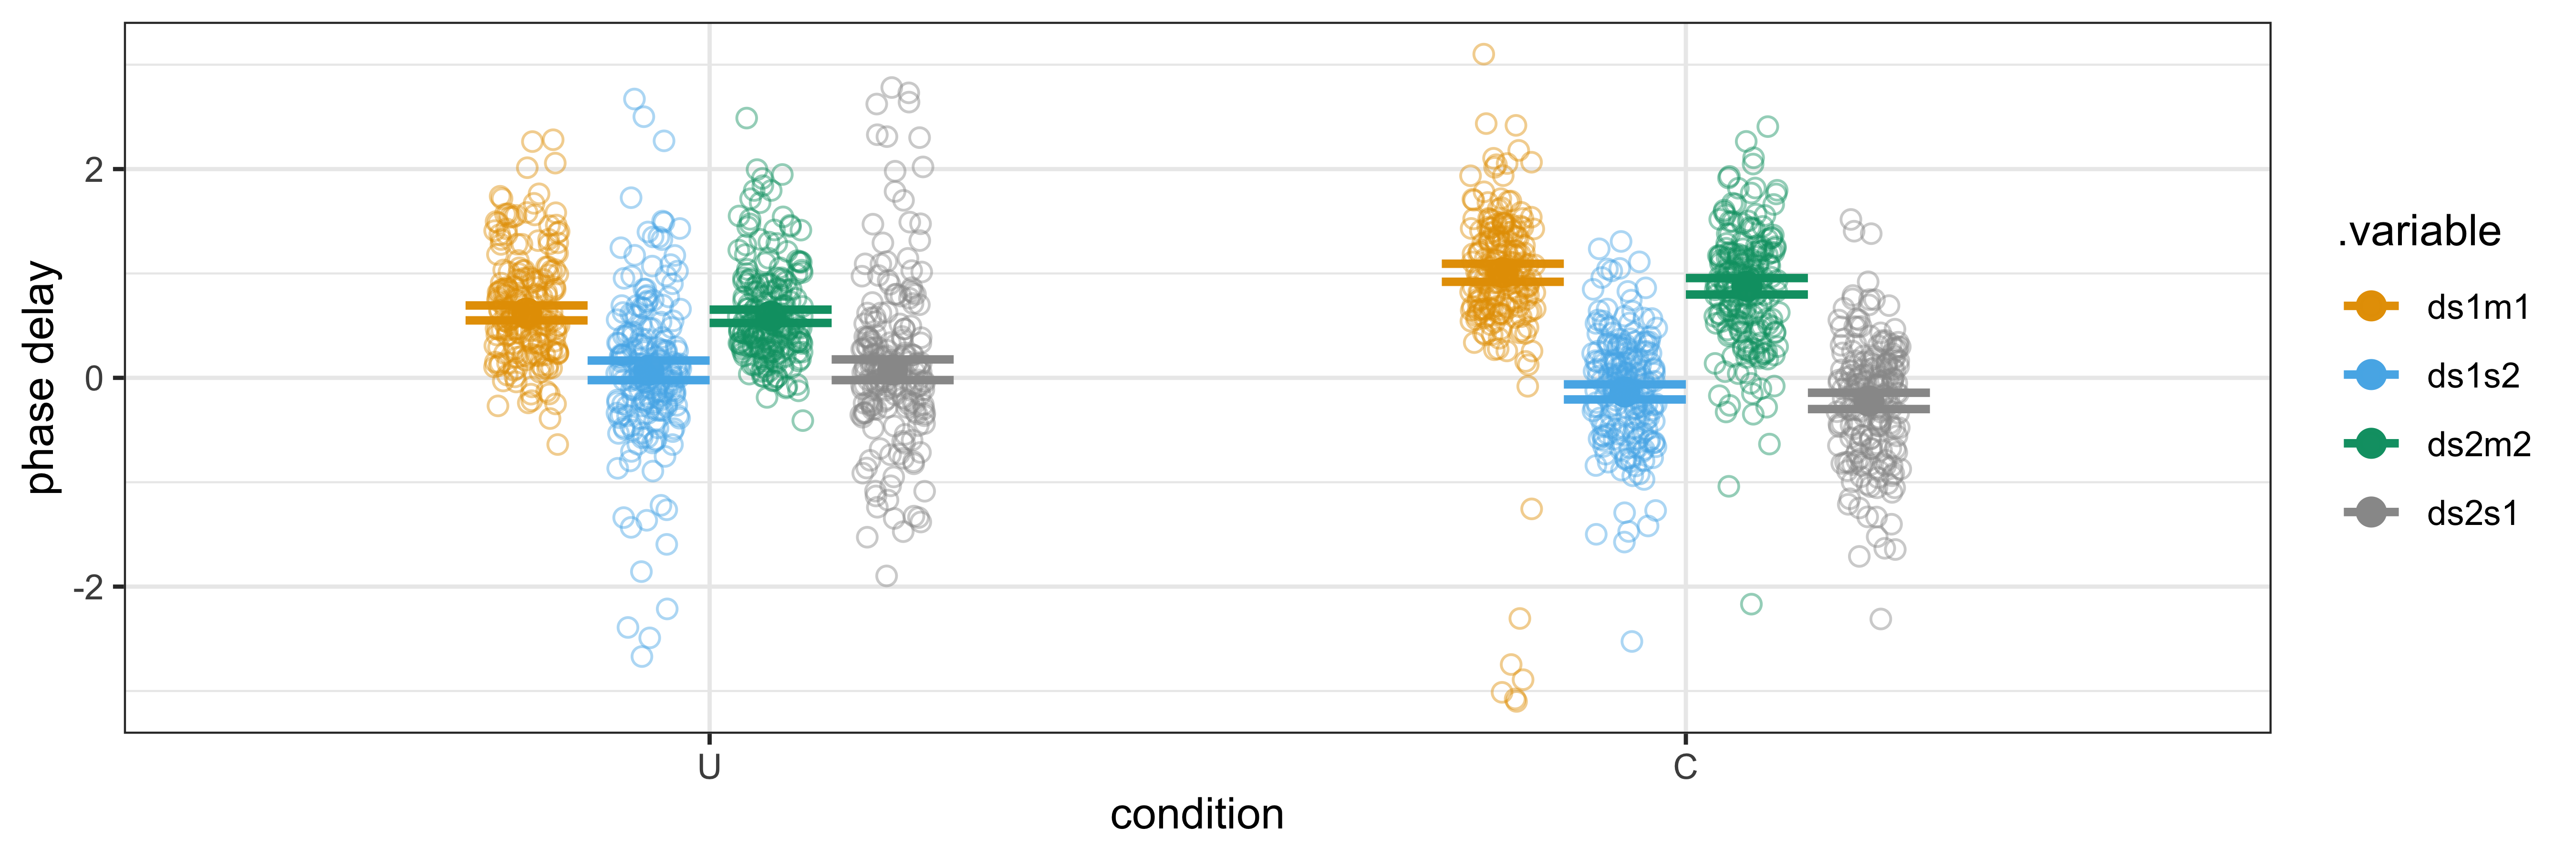 phase delay
2
0
-2
U
C
condition
.variable
ds1m1
ds1s2
ds2m2
ds2s1